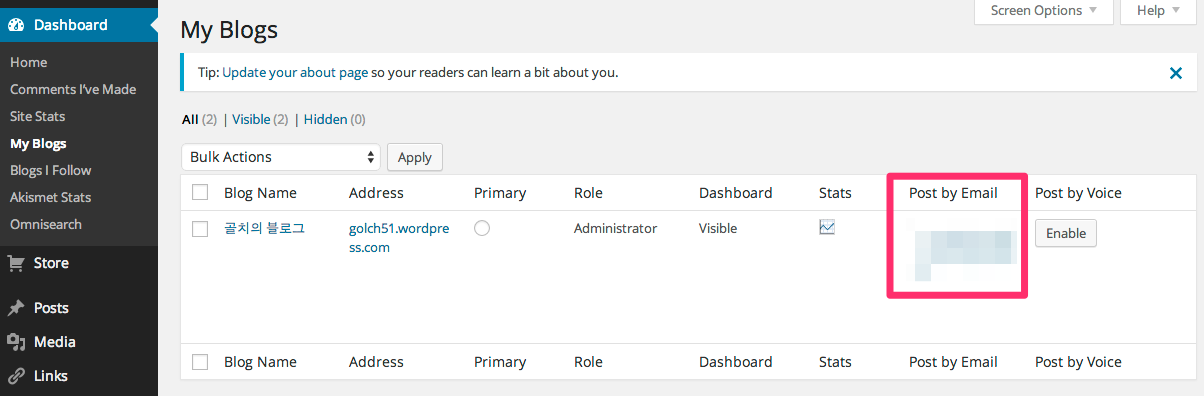 Dashboard
Home
Comments I've Made
Site Stats
My Blogs
Blogs I Follow
Akismet Stats
Omnisearch
Store
Posts
Media
Links
Screen Options
Help
My Blogs
Tip: Update your about page so your readers can learn a bit about you.
All (2) | Visible (2) | Hidden (0)
Bulk Actions
Apply
Blog Name Address Primary Role Dashboard Stats Post by Email Post by Voice
골치의 블로그 golch51.wordpre Administrator Visible Enable
ss.com
Blog Name Address Primary Role Dashboard Stats Post by Email Post by Voice